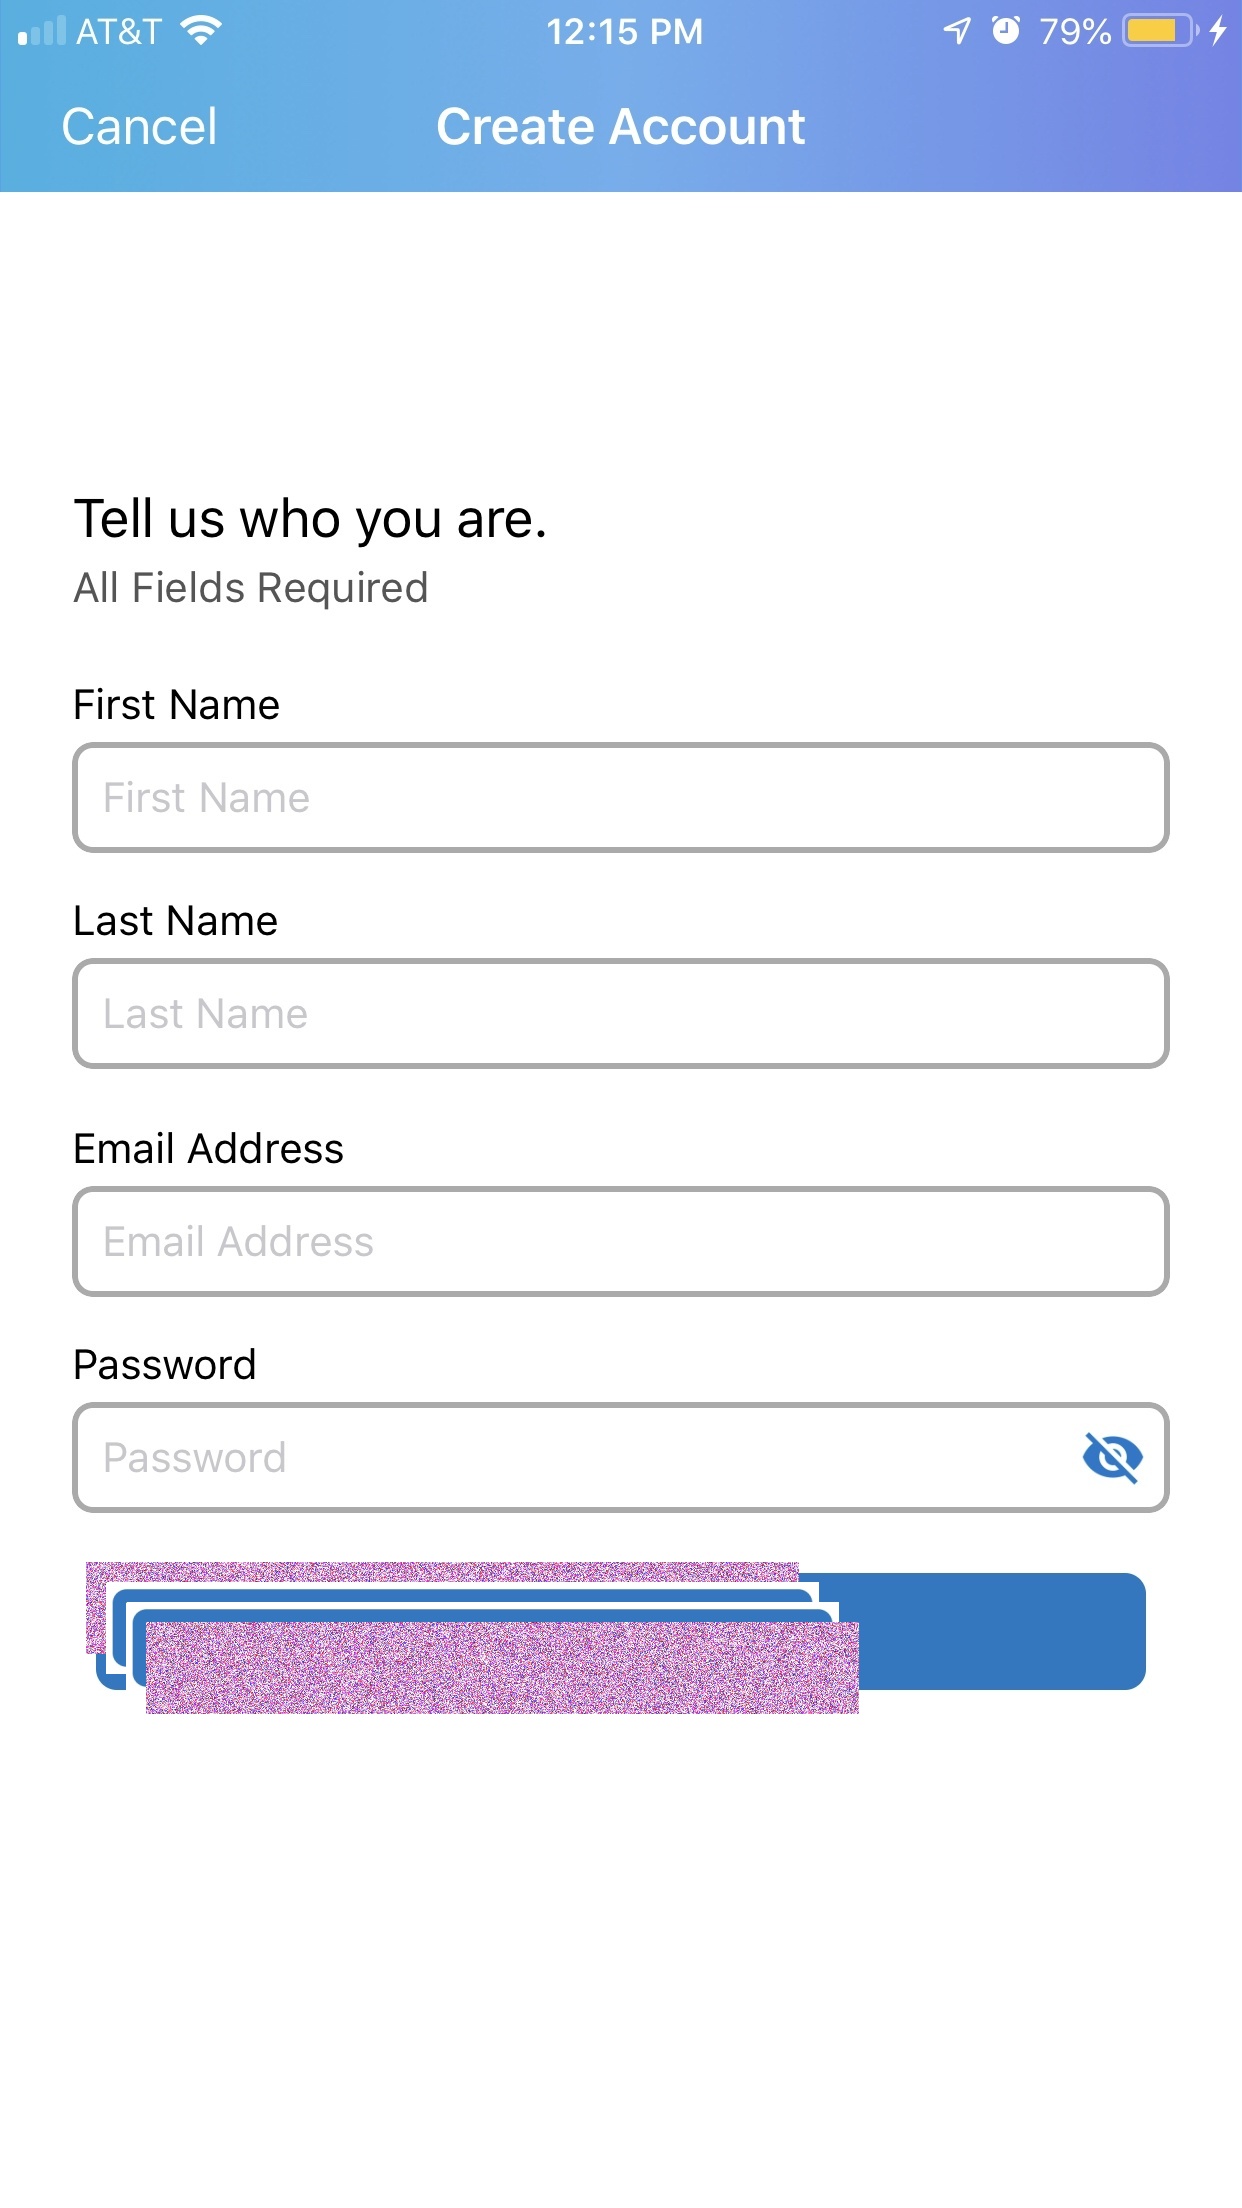 AT&T 12:15 PM 79%
Cancel Create Account
Tell us who you are.
All Fields Required
First Name
First Name
Last Name
Last Name
Email Address
Email Address
Password
Password